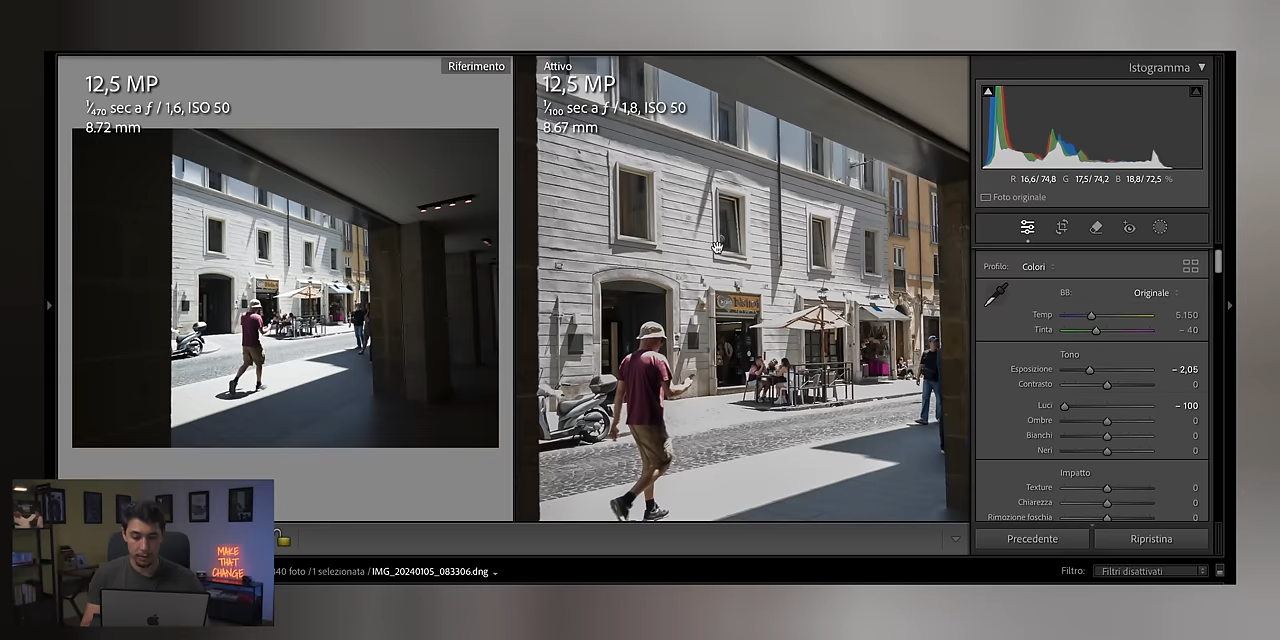 Riferimento
12,5 MP
1/470 sec a ƒ / 1,6, ISO 50
8.72 mm
Attivo
12,5 MP
1/100 sec a ƒ / 1,8, ISO 50
8.67 mm
Istogramma
R 16,6/ 74,8 G 17,5/ 74,2 B 18,8/ 72,5 %
Foto originale
Profilo: Colori
BB: Originale
Temp 5.150
Tinta – 40
Tono
Esposizione – 2,05
Contrasto 0
Luci – 100
Ombre 0
Bianchi 0
Neri 0
Impatto
Texture 0
Chiarezza 0
Rimozione foschia 0
Precedente Ripristina
40 foto / 1 selezionata / IMG_20240105_083306.dng
Filtro: Filtri disattivati
MAKE
THAT
CHANGE